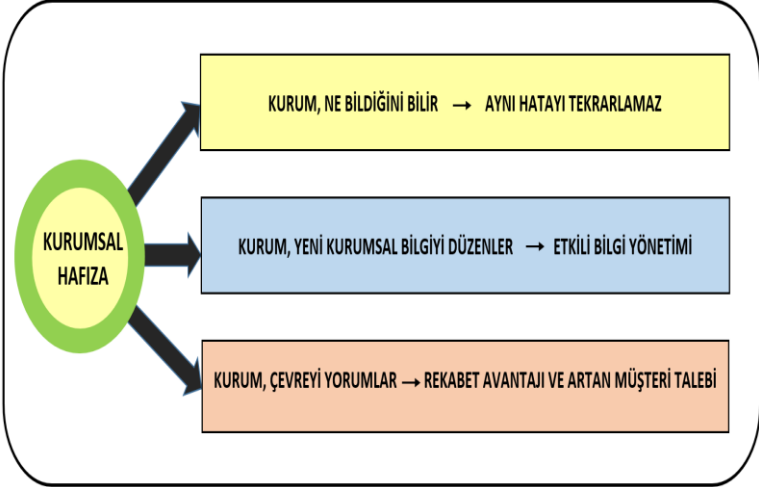 KURUMSAL
HAFIZA
KURUM, NE BİLDİĞİNİ BİLİR → AYNI HATAYI TEKRARLAMAZ
KURUM, YENİ KURUMSAL BİLGİYİ DÜZENLER → ETKİLİ BİLGİ YÖNETİMİ
KURUM, ÇEVREYİ YORUMLAR → REKABET AVANTAJI VE ARTAN MÜŞTERİ TALEBİ